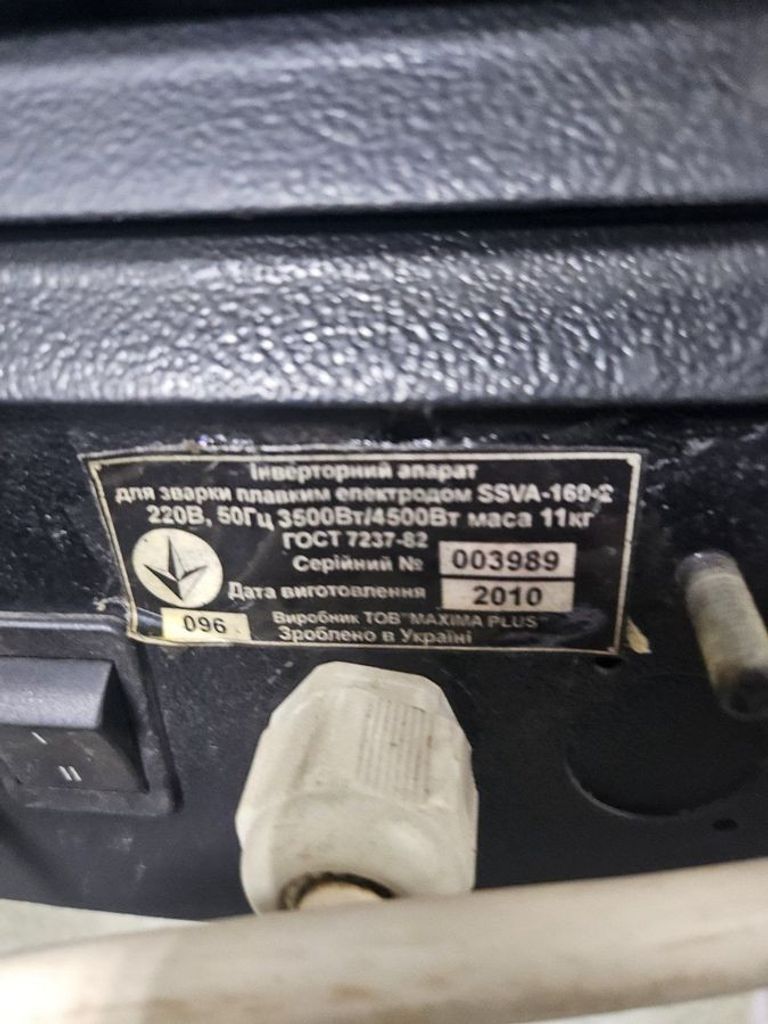 Інверторний апарат
для зварки плавким електродом SSVA-160-2
220В, 50Гц 3500Вт/4500Вт маса 11кг
ГОСТ 7237-82
Серійний № 003989
Дата виготовлення 2010
096
Виробник ТОВ "MAXIMA PLUS"
Зроблено в Україні
I
II